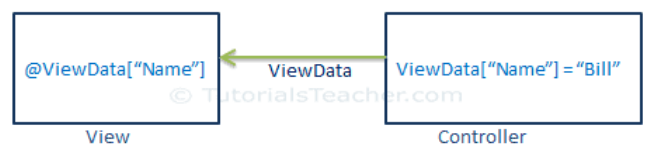 @ViewData[“Name”]
ViewData
ViewData[“Name”] = “Bill”
© TutorialsTeacher.com
View
Controller